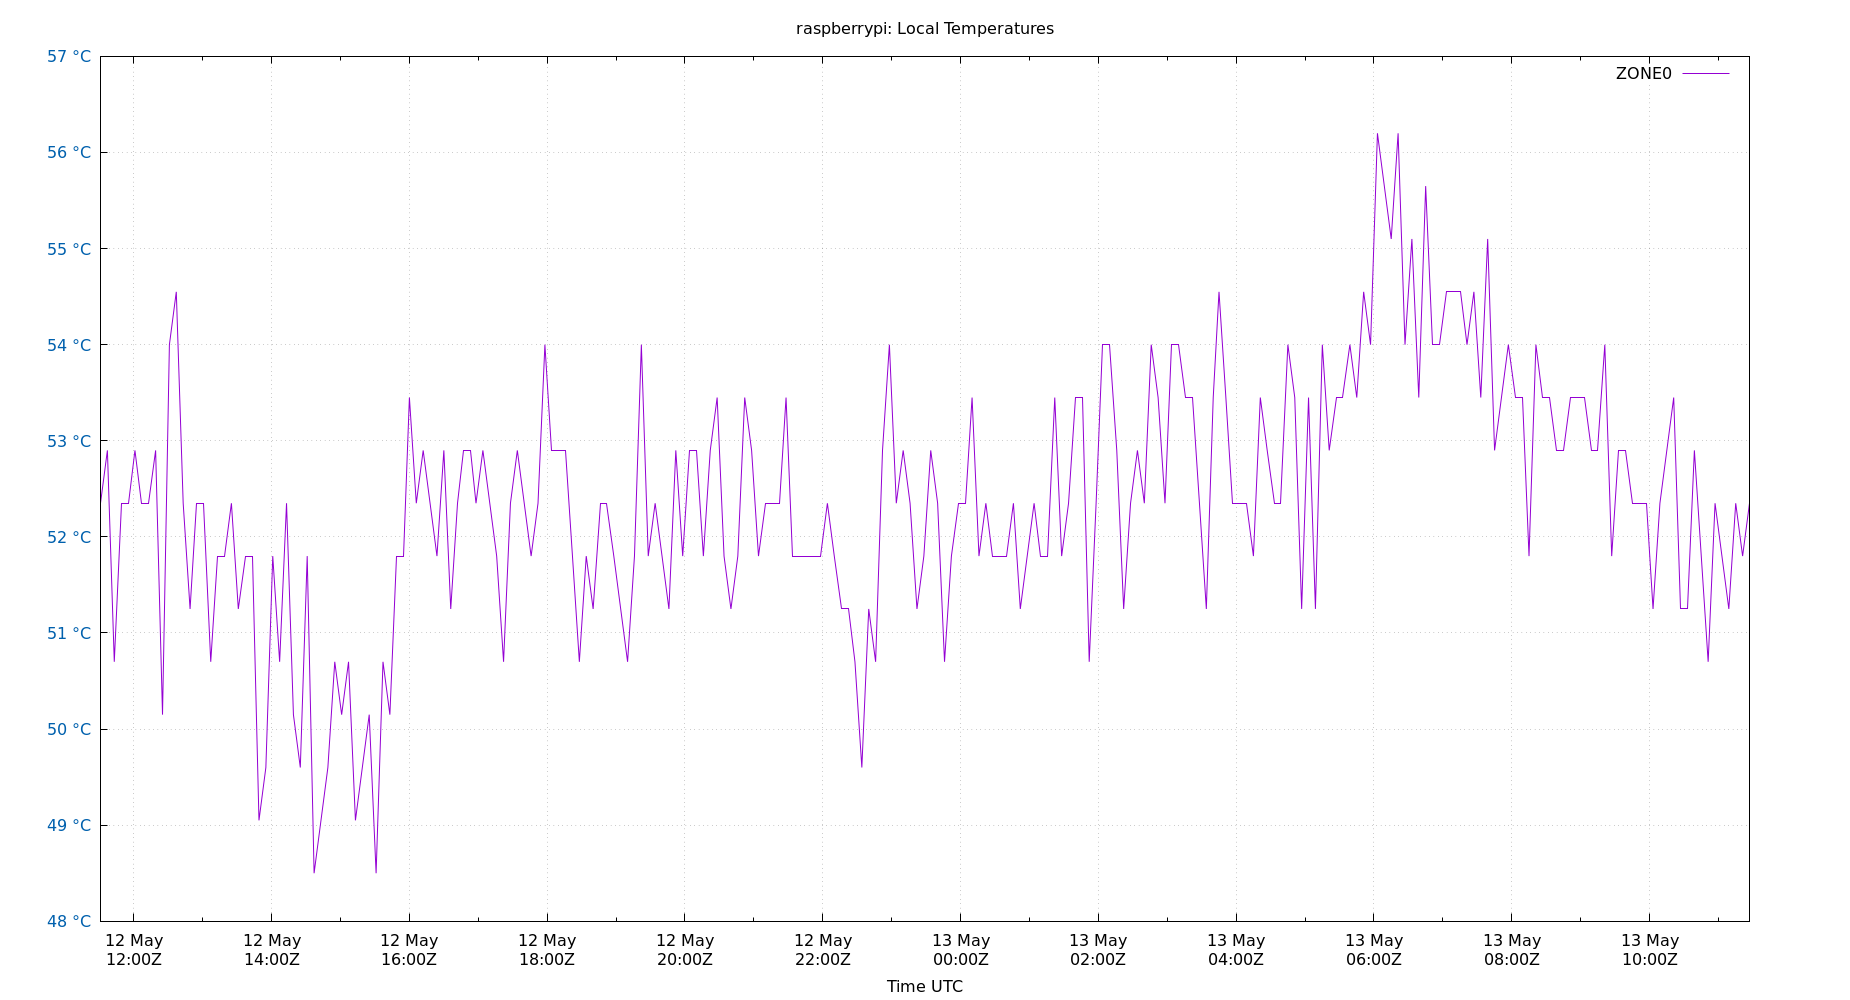 raspberrypi: Local Temperatures
57 °C
ZONE0
56 °C
55 °C
54 °C
53 °C
52 °C
51 °C
50 °C
49 °C
48 °C
12 May 12 May 12 May 12 May 12 May 12 May 13 May 13 May 13 May 13 May 13 May 13 May
12:00Z 14:00Z 16:00Z 18:00Z 20:00Z 22:00Z 00:00Z 02:00Z 04:00Z 06:00Z 08:00Z 10:00Z
Time UTC